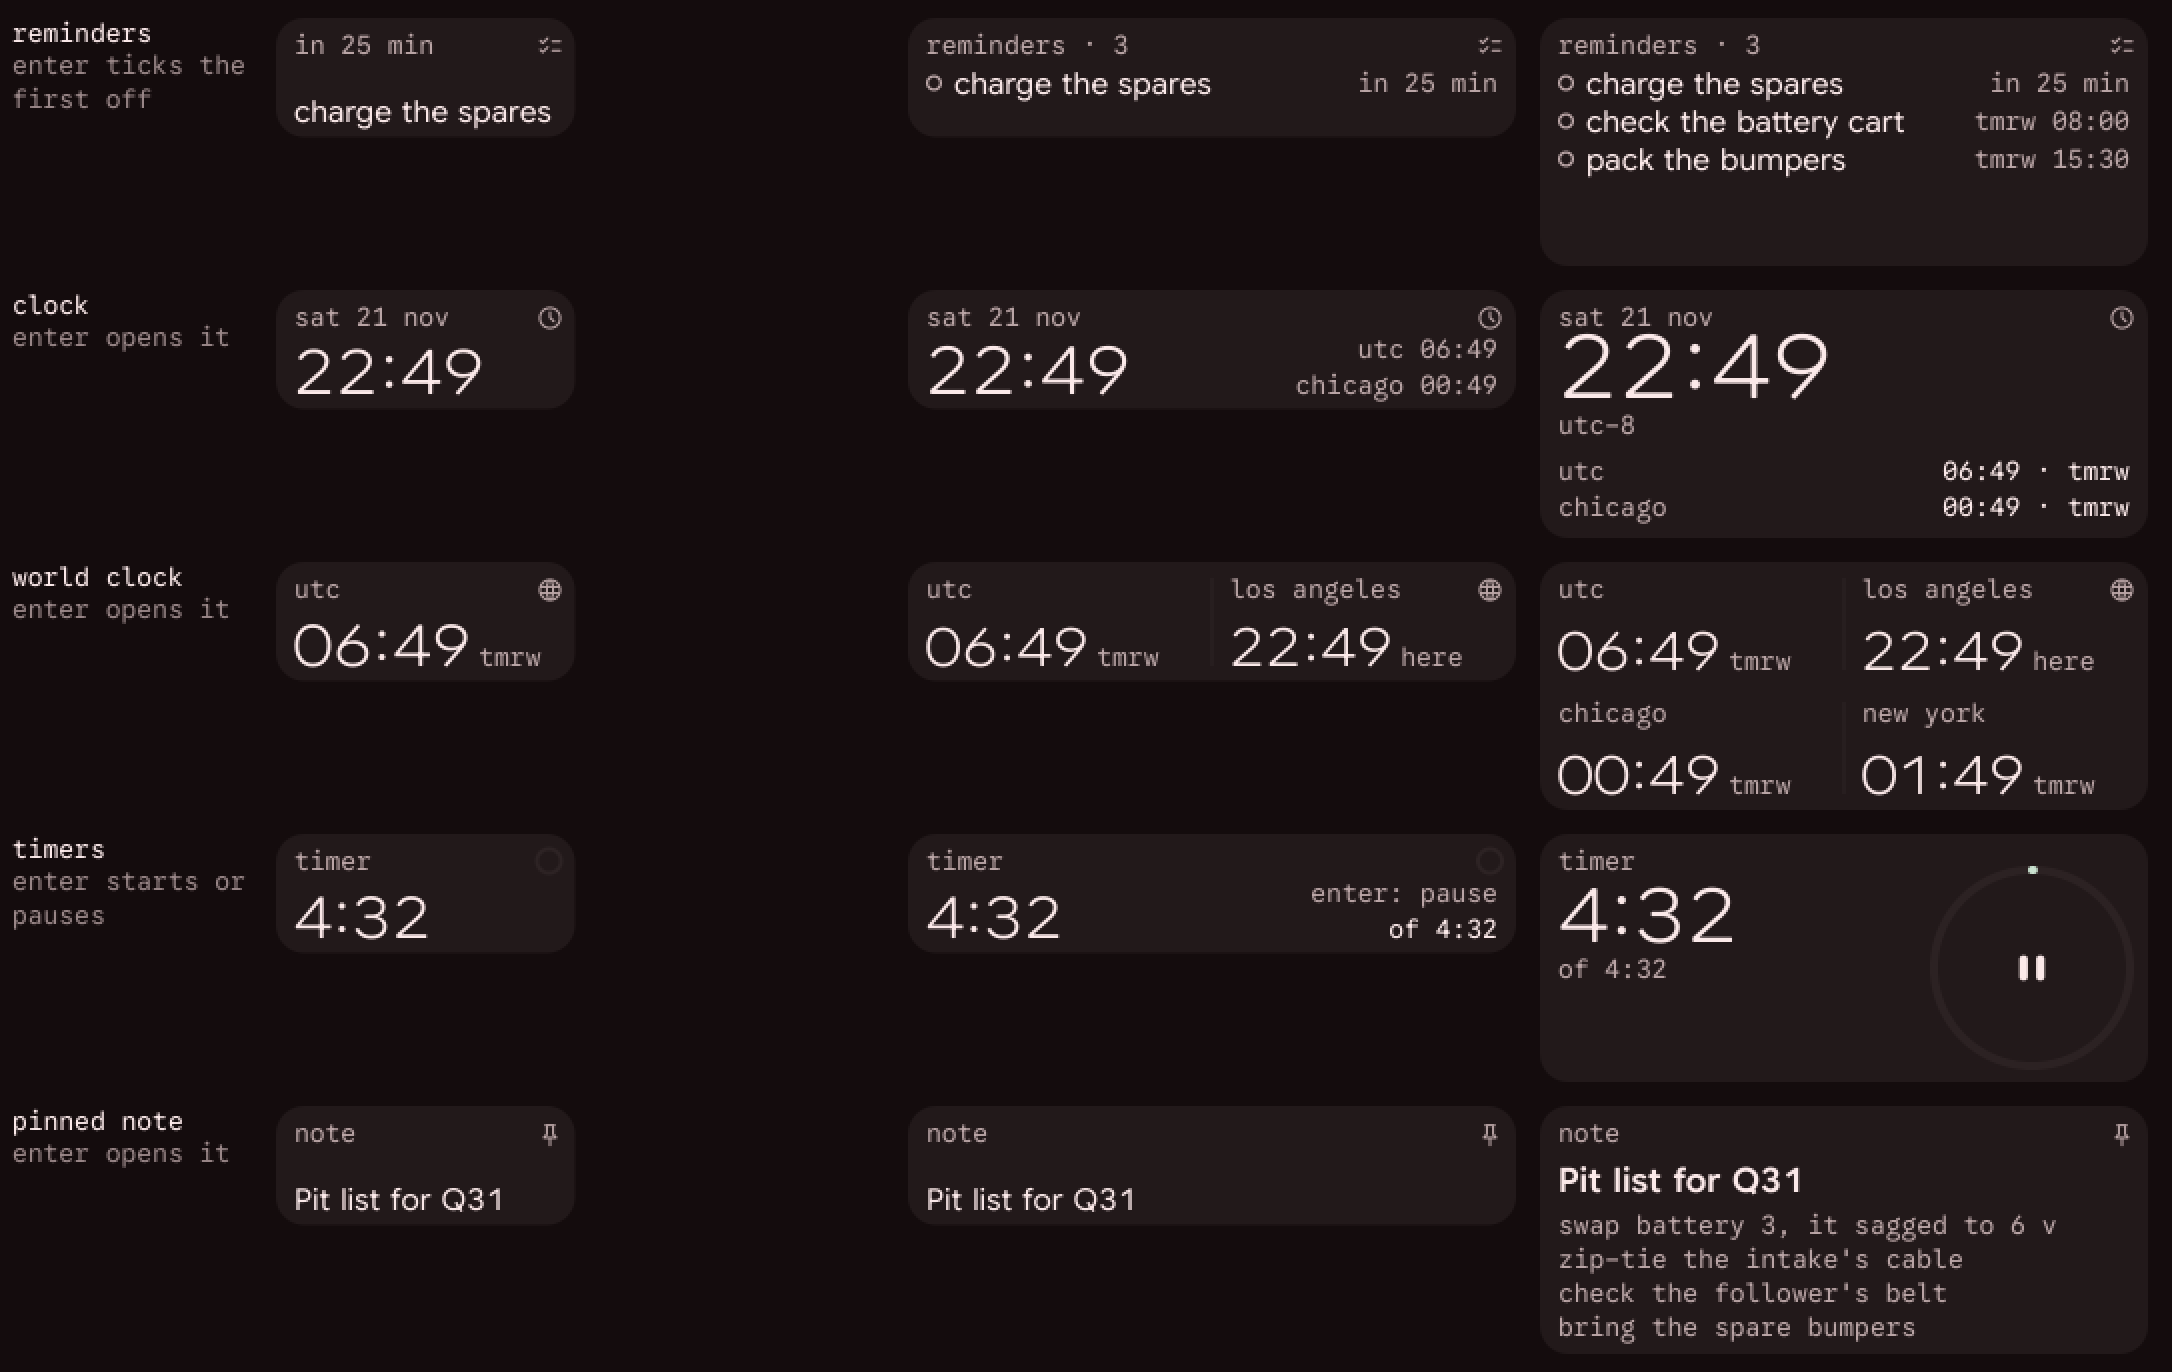 reminders
enter ticks the
first off
in 25 min
charge the spares
reminders · 3
charge the spares in 25 min
reminders · 3
charge the spares in 25 min
check the battery cart tmrw 08:00
pack the bumpers tmrw 15:30
clock
enter opens it
sat 21 nov
22:49
sat 21 nov
22:49
utc 06:49
chicago 00:49
sat 21 nov
22:49
utc-8
utc 06:49 · tmrw
chicago 00:49 · tmrw
world clock
enter opens it
utc
06:49 tmrw
utc
06:49 tmrw
los angeles
22:49 here
utc
06:49 tmrw
los angeles
22:49 here
chicago
00:49 tmrw
new york
01:49 tmrw
timers
enter starts or
pauses
timer
4:32
timer
4:32
enter: pause
of 4:32
timer
4:32
of 4:32
pinned note
enter opens it
note
Pit list for Q31
note
Pit list for Q31
note
Pit list for Q31
swap battery 3, it sagged to 6 v
zip-tie the intake's cable
check the follower's belt
bring the spare bumpers